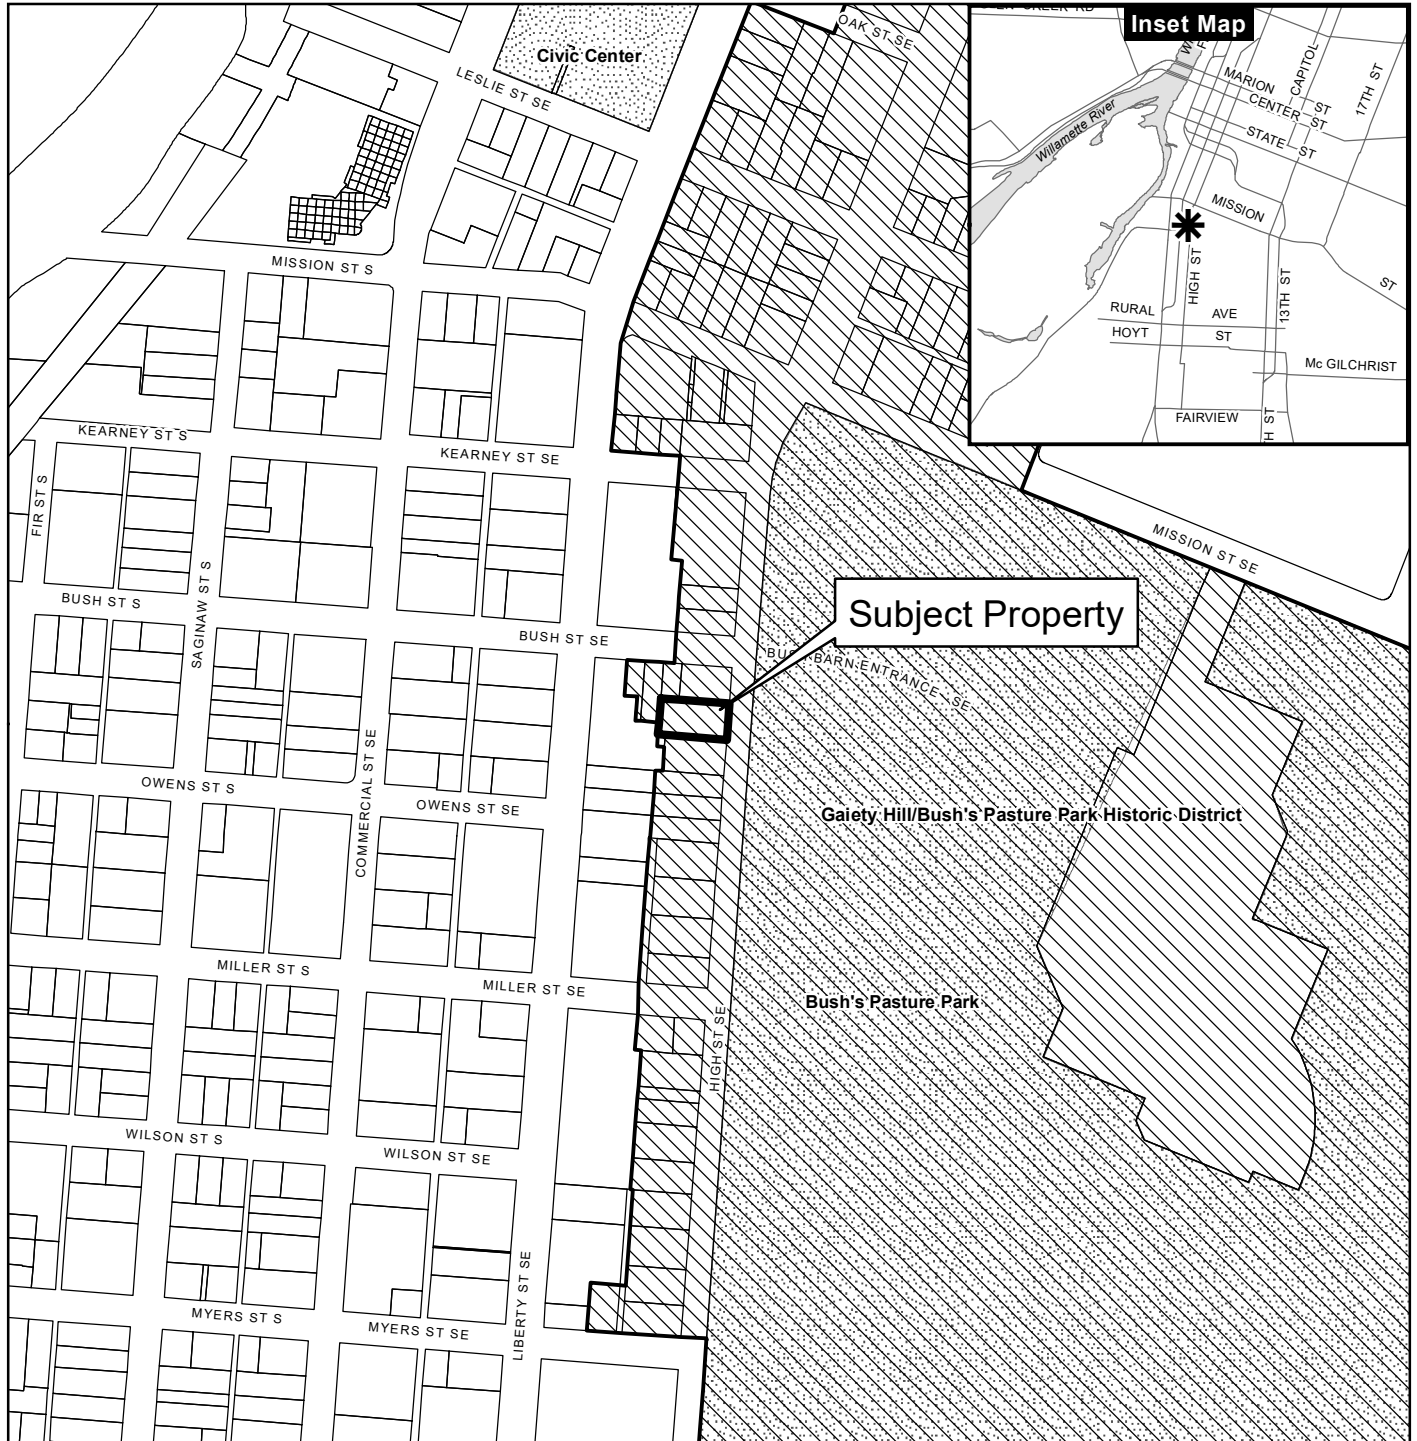 Inset Map
OAK ST SE
Civic Center
LESLIE ST SE
CAPITOL
17TH ST
MARION ST
CENTER ST
STATE ST
Willamette River
MISSION ST
HIGH ST
13TH ST
RURAL AVE
HOYT ST
Mc GILCHRIST
FAIRVIEW
MISSION ST S
KEARNEY ST S
KEARNEY ST SE
FIR ST S
MISSION ST SE
BUSH ST S
SAGINAW ST S
BUSH ST SE
Subject Property
BARN ENTRANCE SE
COMMERCIAL ST SE
OWENS ST S
OWENS ST SE
Gaiety Hill/Bush's Pasture Park Historic District
MILLER ST S
MILLER ST SE
Bush's Pasture Park
HIGH ST SE
WILSON ST S
WILSON ST SE
LIBERTY ST SE
MYERS ST S
MYERS ST SE